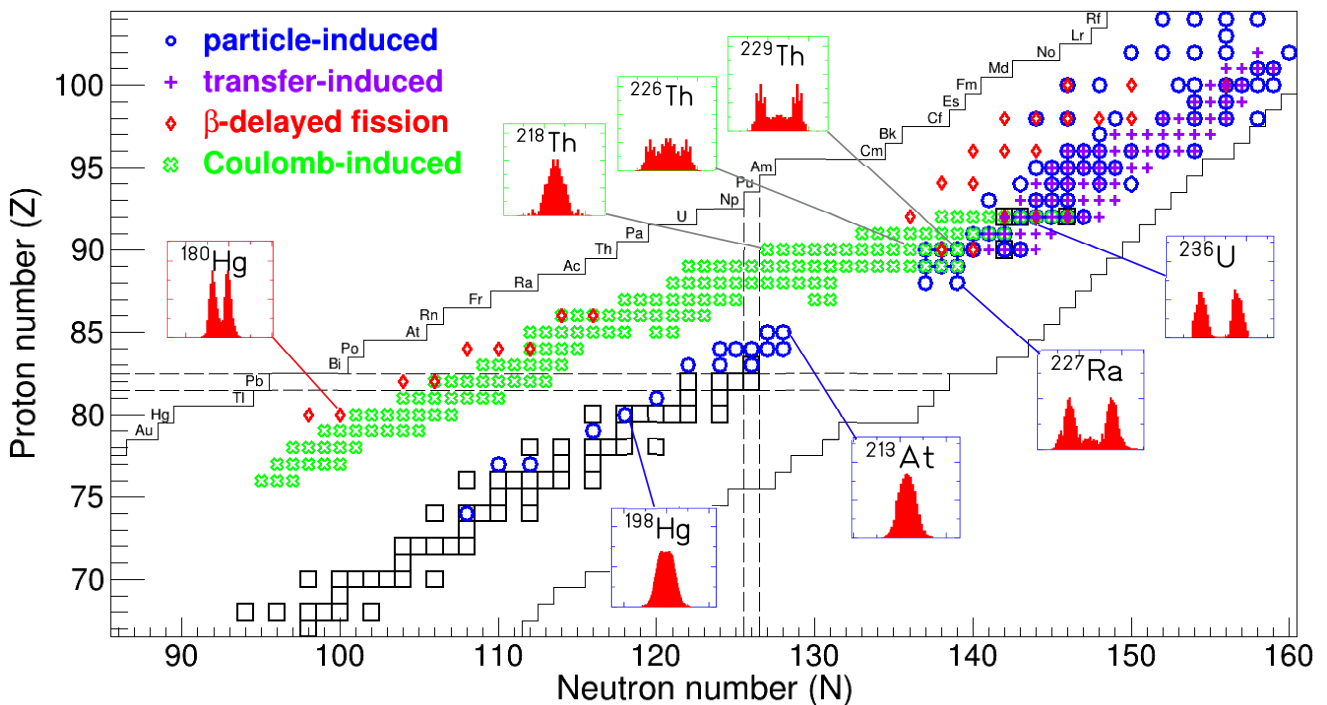 particle-induced
transfer-induced
β-delayed fission
Coulomb-induced
Proton number (Z)
100
95
90
85
80
75
70
Rf
Lr
No
Md
Fm
Es
Cf
Bk
Cm
Am
Pu
Np
U
Pa
Th
Ac
Ra
Fr
Rn
At
Po
Bi
Pb
Tl
Hg
Au
²²⁹Th
²²⁶Th
²¹⁸Th
¹⁸⁰Hg
²³⁶U
²²⁷Ra
²¹³At
¹⁹⁸Hg
90
100
110
120
130
140
150
160
Neutron number (N)